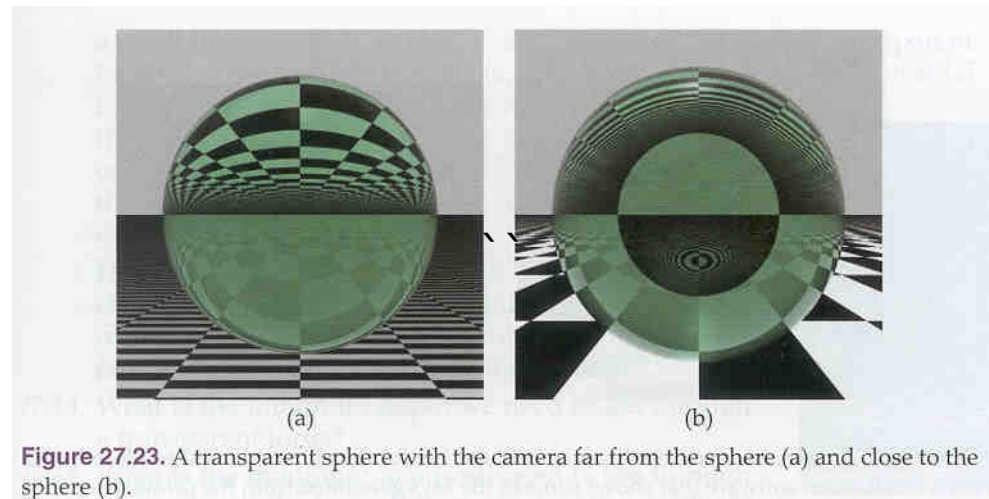 (a) (b)
Figure 27.23. A transparent sphere with the camera far from the sphere (a) and close to the
sphere (b).